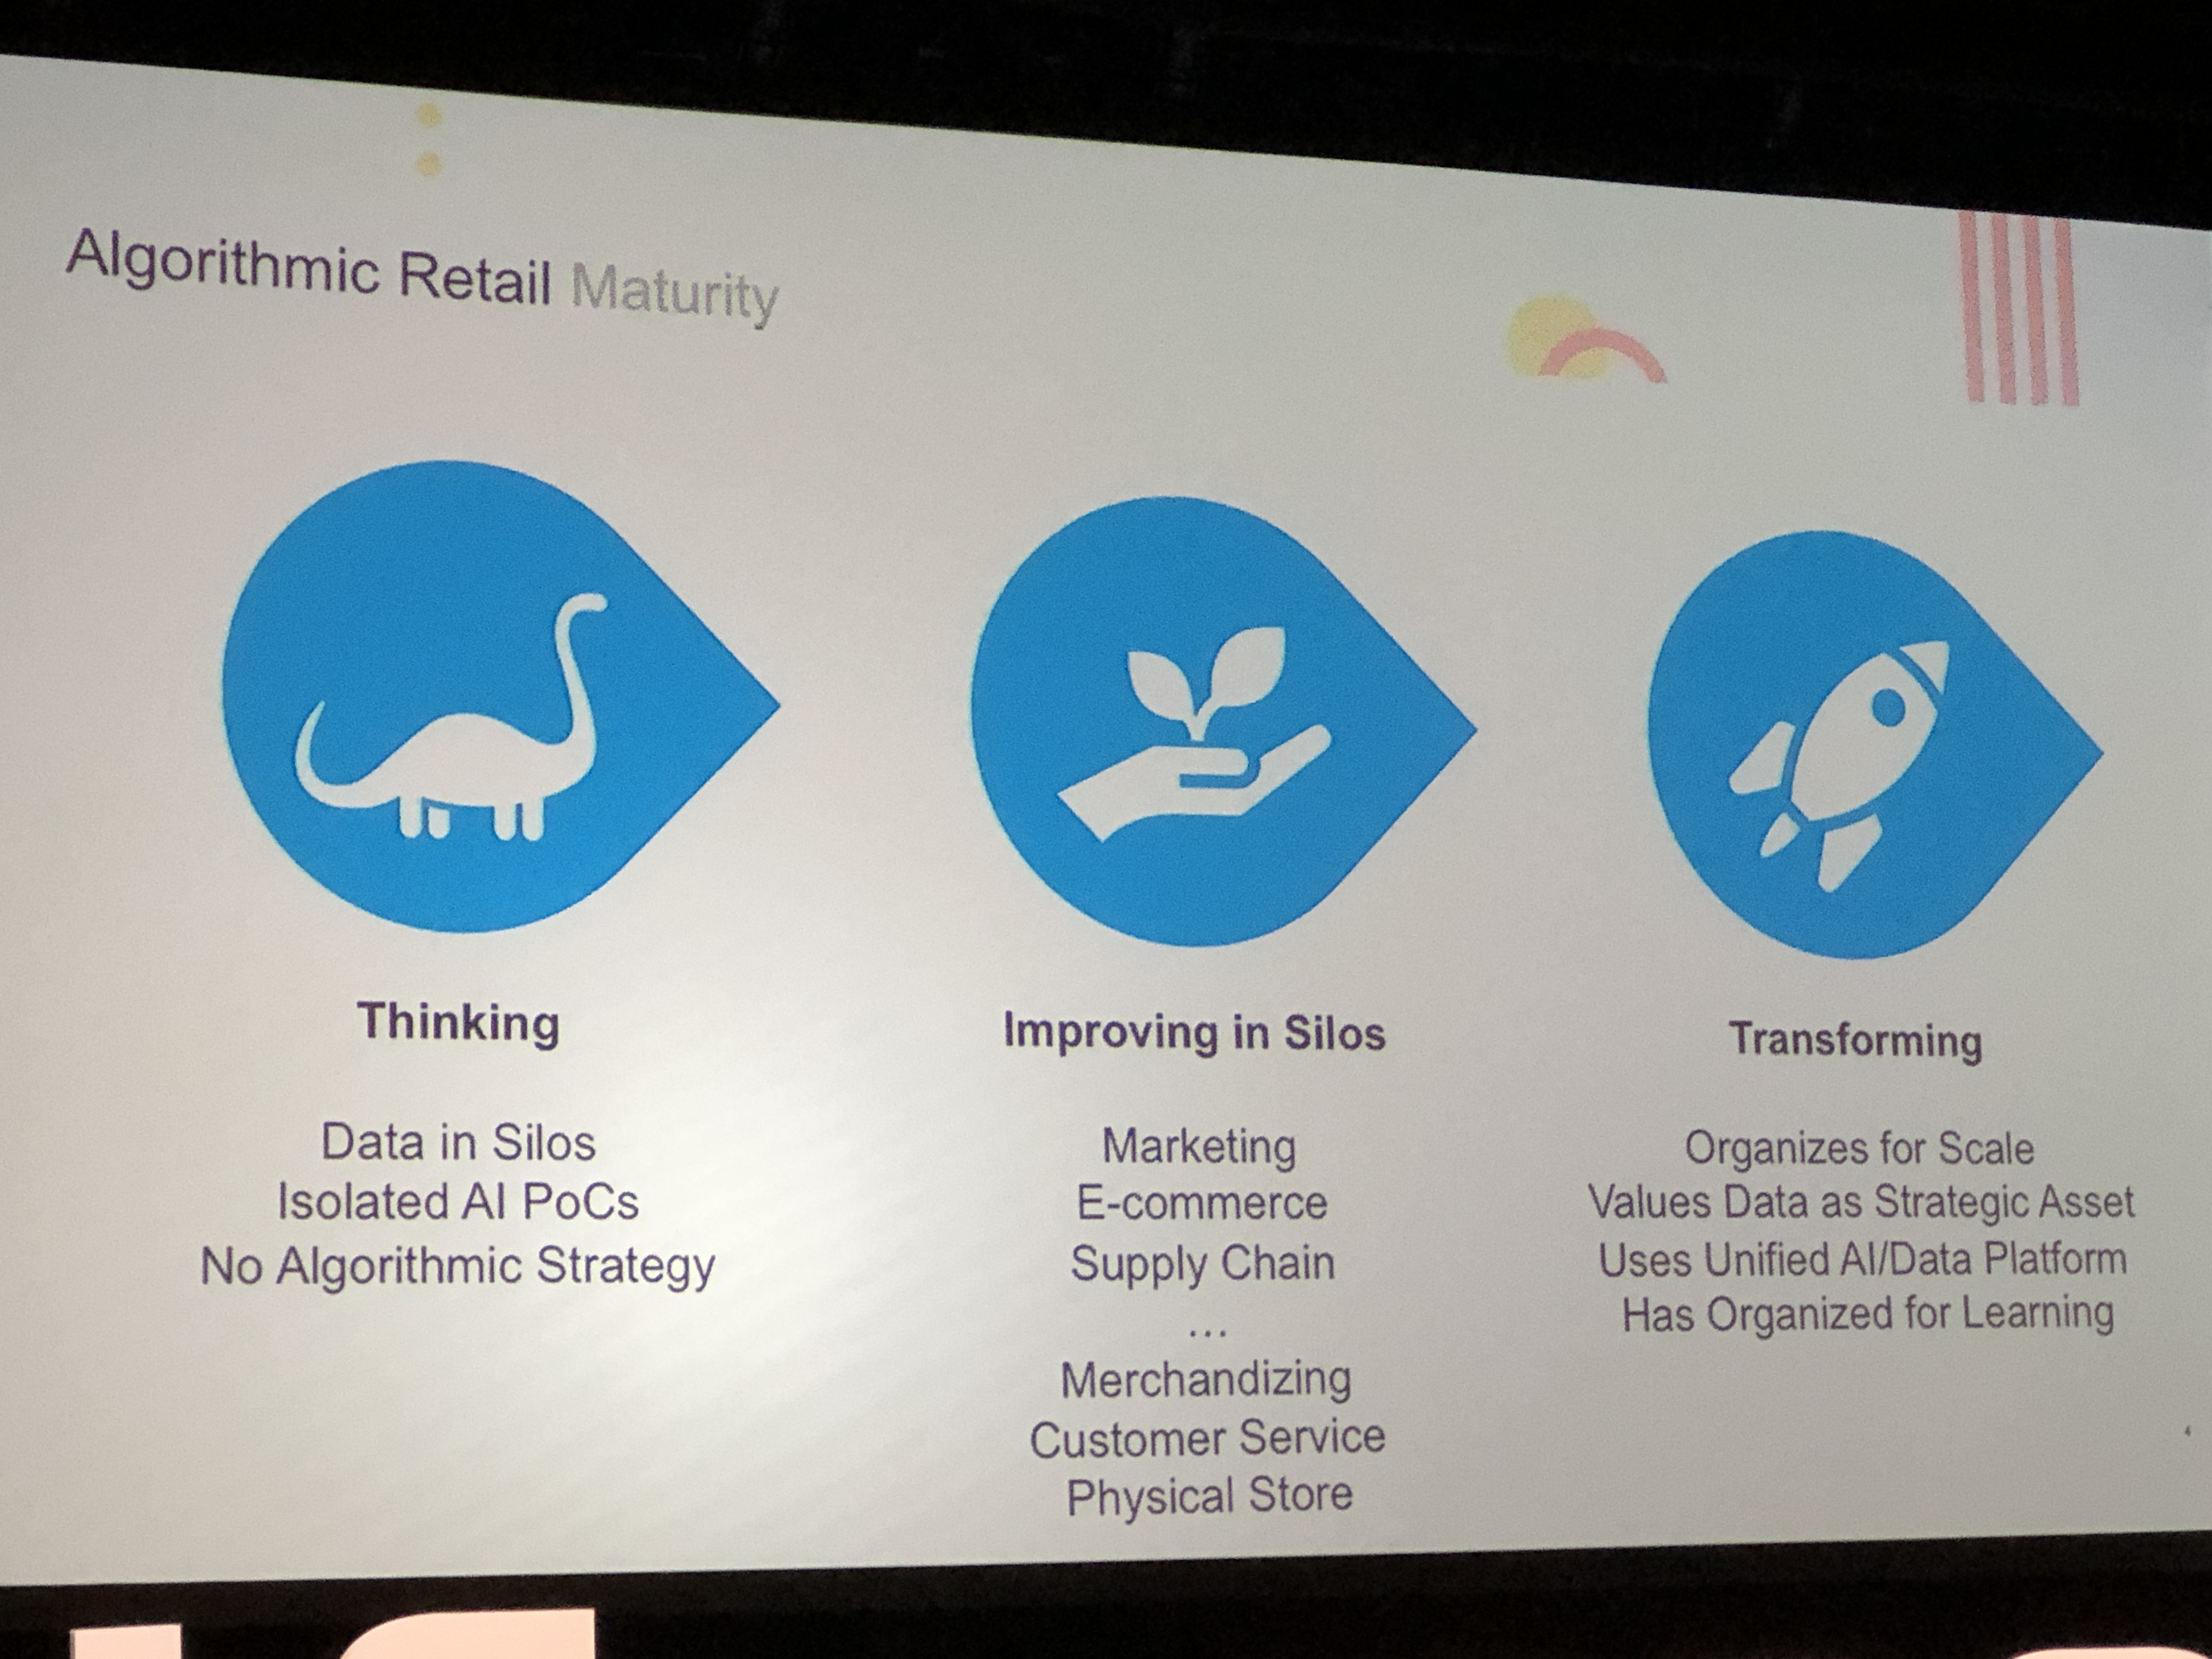 Algorithmic Retail Maturity
Thinking
Data in Silos
Isolated AI PoCs
No Algorithmic Strategy
Improving in Silos
Marketing
E-commerce
Supply Chain
...
Merchandizing
Customer Service
Physical Store
Transforming
Organizes for Scale
Values Data as Strategic Asset
Uses Unified AI/Data Platform
Has Organized for Learning